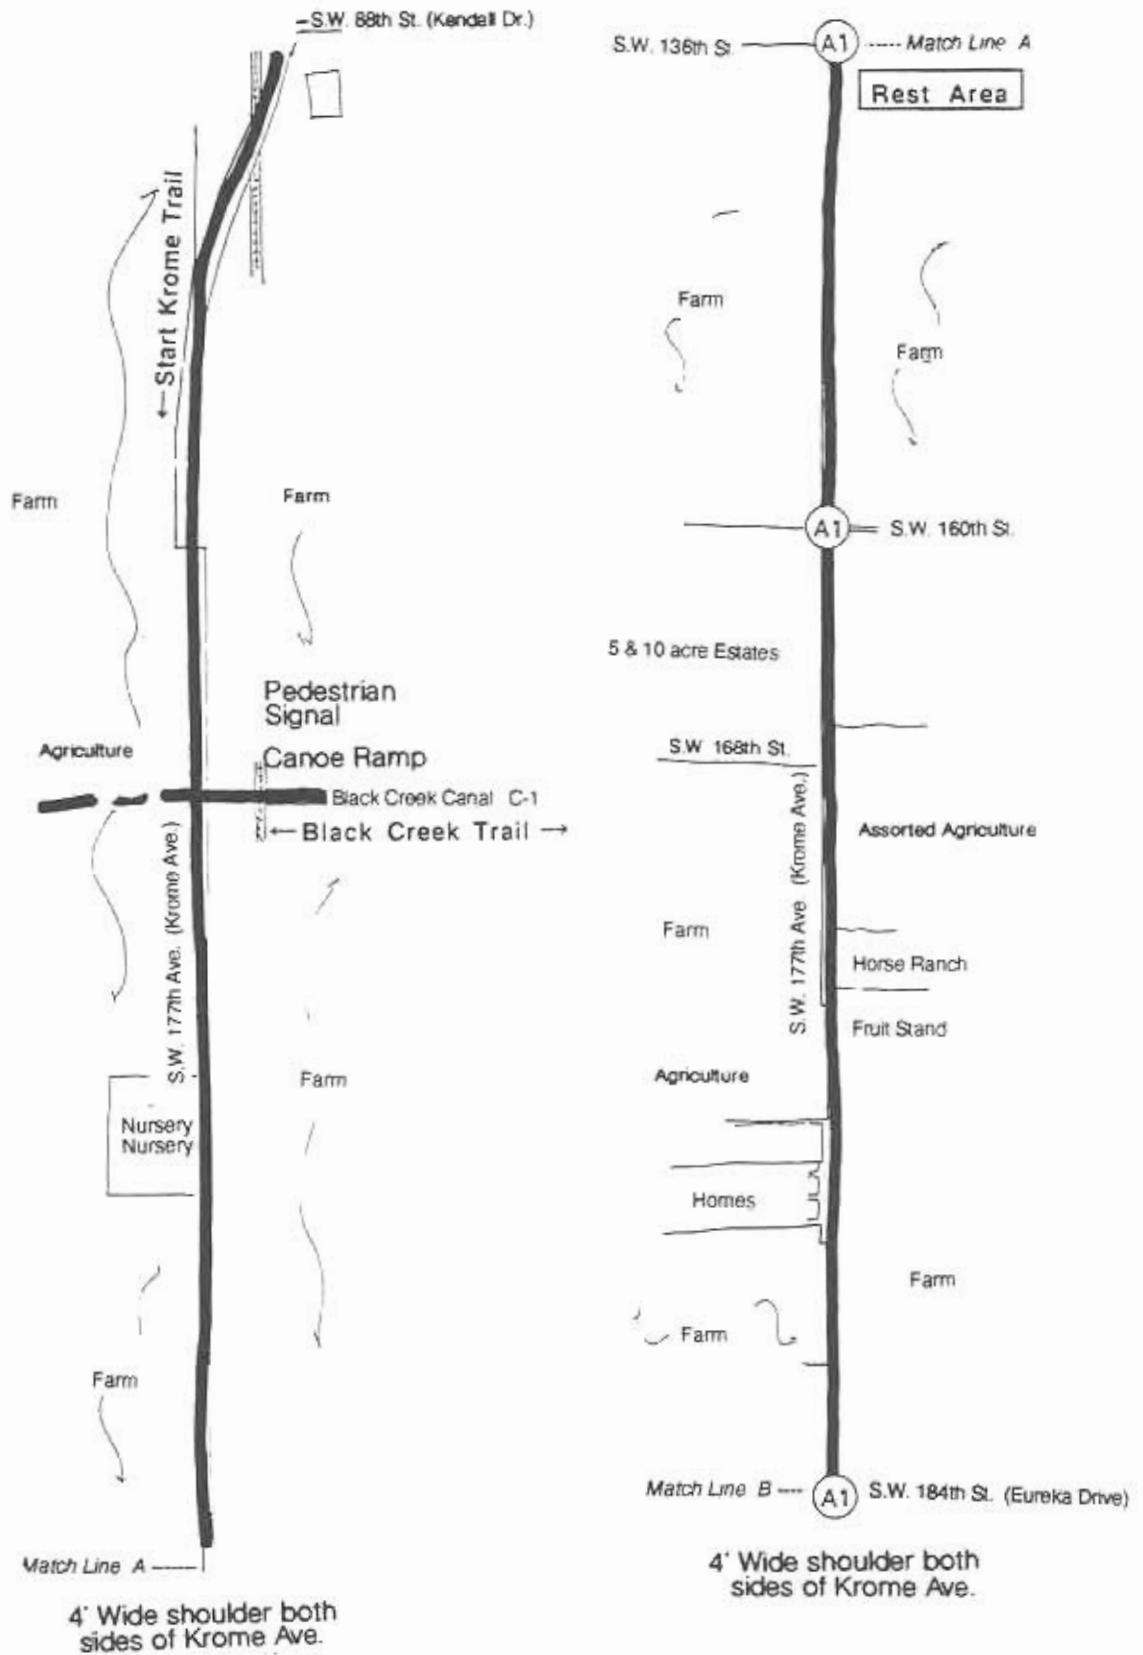 S.W. 88th St. (Kendall Dr.)
← Start Krome Trail
Farm
Farm
Pedestrian
Signal
Canoe Ramp
Agriculture
Black Creek Canal C-1
← Black Creek Trail →
S.W. 177th Ave. (Krome Ave.)
Farm
Nursery
Nursery
Farm
Match Line A
4' Wide shoulder both
sides of Krome Ave.
S.W. 136th St.
A1
Match Line A
Rest Area
Farm
Farm
A1
S.W. 160th St.
5 & 10 acre Estates
S.W 168th St.
S.W. 177th Ave (Krome Ave.)
Assorted Agriculture
Farm
Horse Ranch
Fruit Stand
Agriculture
Homes
Farm
Farm
Match Line B
A1
S.W. 184th St. (Eureka Drive)
4' Wide shoulder both
sides of Krome Ave.